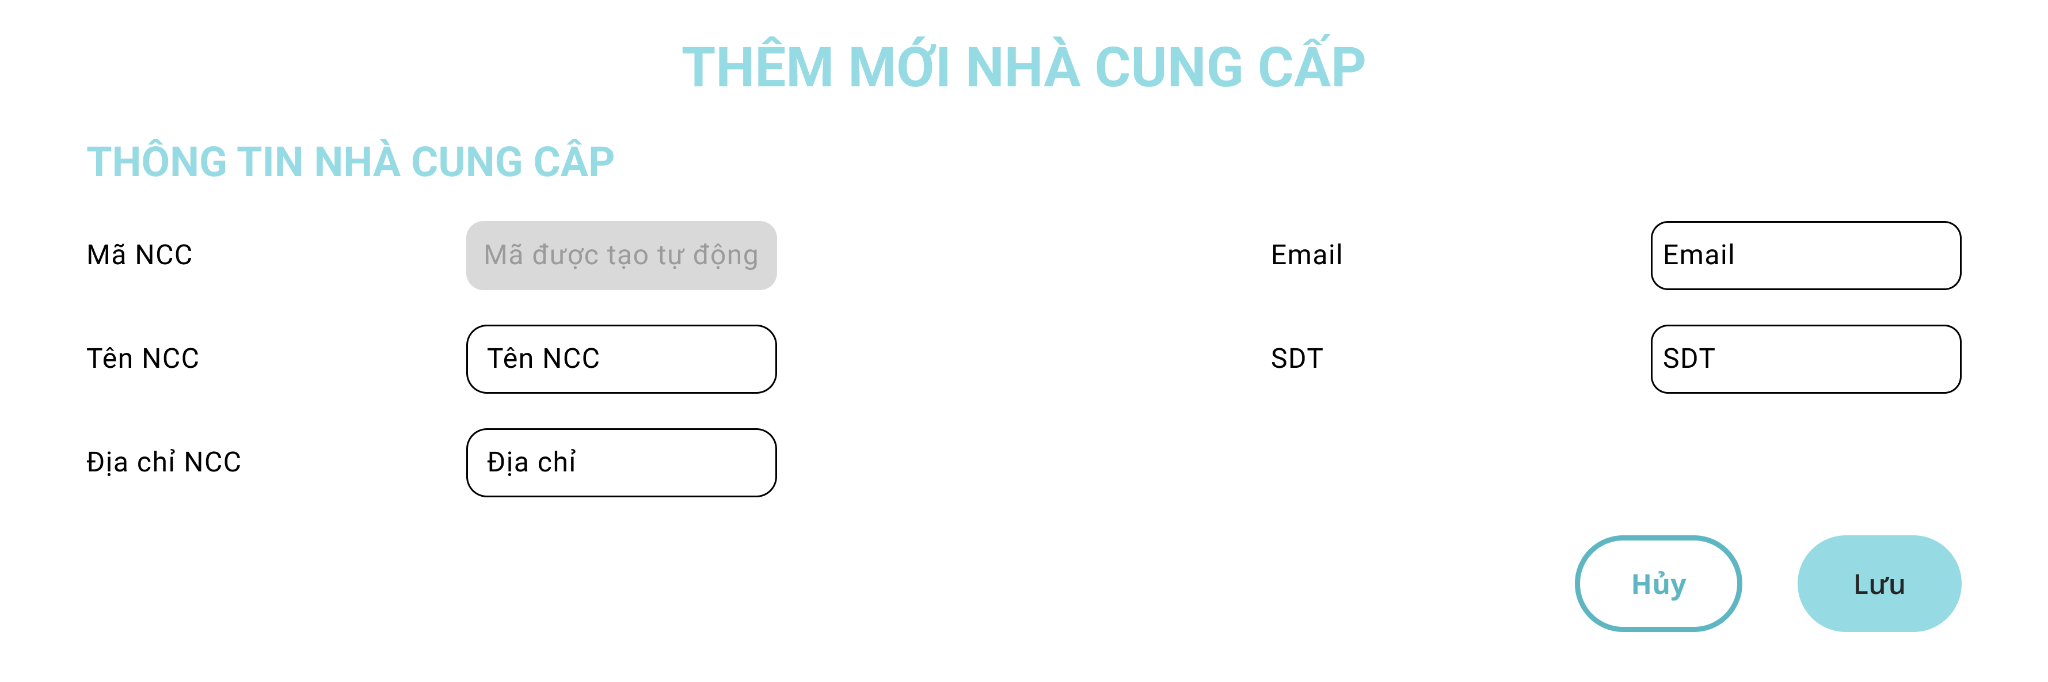 THÊM MỚI NHÀ CUNG CẤP
THÔNG TIN NHÀ CUNG CÂP
Mã NCC
Mã được tạo tự động
Email
Email
Tên NCC
Tên NCC
SDT
SDT
Địa chỉ NCC
Địa chỉ
Hủy
Lưu